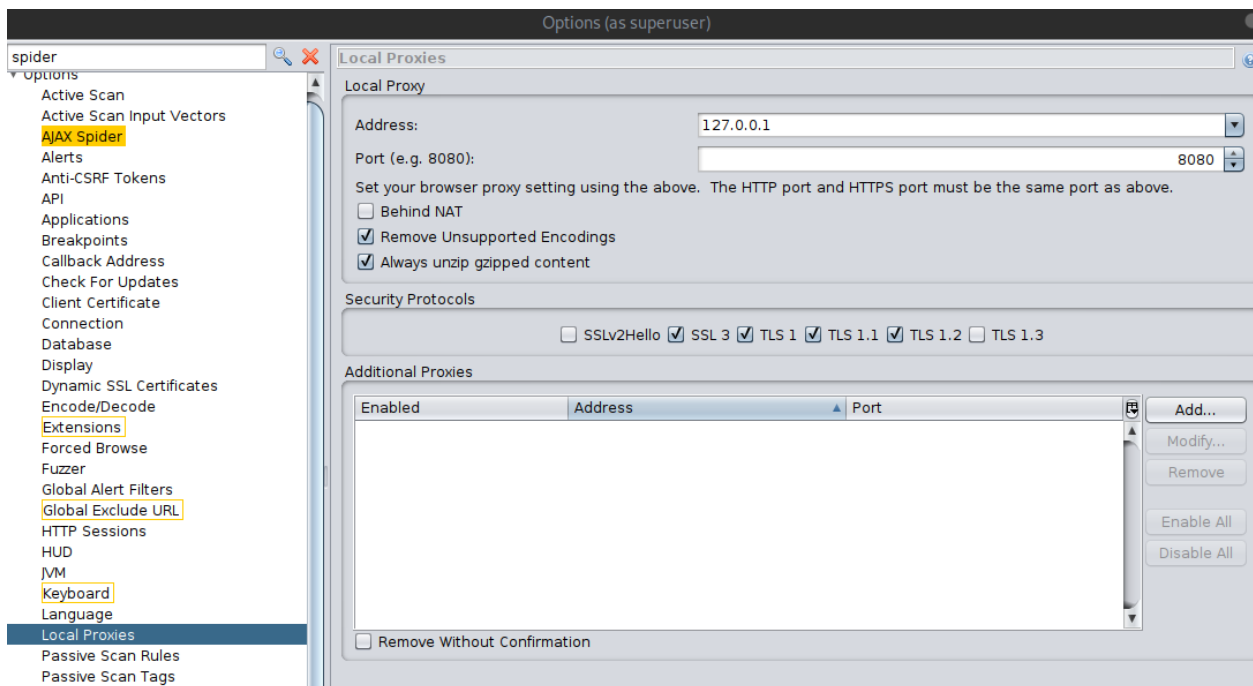 Options (as superuser)
spider
Options
Active Scan
Active Scan Input Vectors
AJAX Spider
Alerts
Anti-CSRF Tokens
API
Applications
Breakpoints
Callback Address
Check For Updates
Client Certificate
Connection
Database
Display
Dynamic SSL Certificates
Encode/Decode
Extensions
Forced Browse
Fuzzer
Global Alert Filters
Global Exclude URL
HTTP Sessions
HUD
JVM
Keyboard
Language
Local Proxies
Passive Scan Rules
Passive Scan Tags
Local Proxies
Local Proxy
Address: 127.0.0.1
Port (e.g. 8080): 8080
Set your browser proxy setting using the above. The HTTP port and HTTPS port must be the same port as above.
Behind NAT
Remove Unsupported Encodings
Always unzip gzipped content
Security Protocols
SSLv2Hello SSL 3 TLS 1 TLS 1.1 TLS 1.2 TLS 1.3
Additional Proxies
Enabled Address Port
Add...
Modify...
Remove
Enable All
Disable All
Remove Without Confirmation